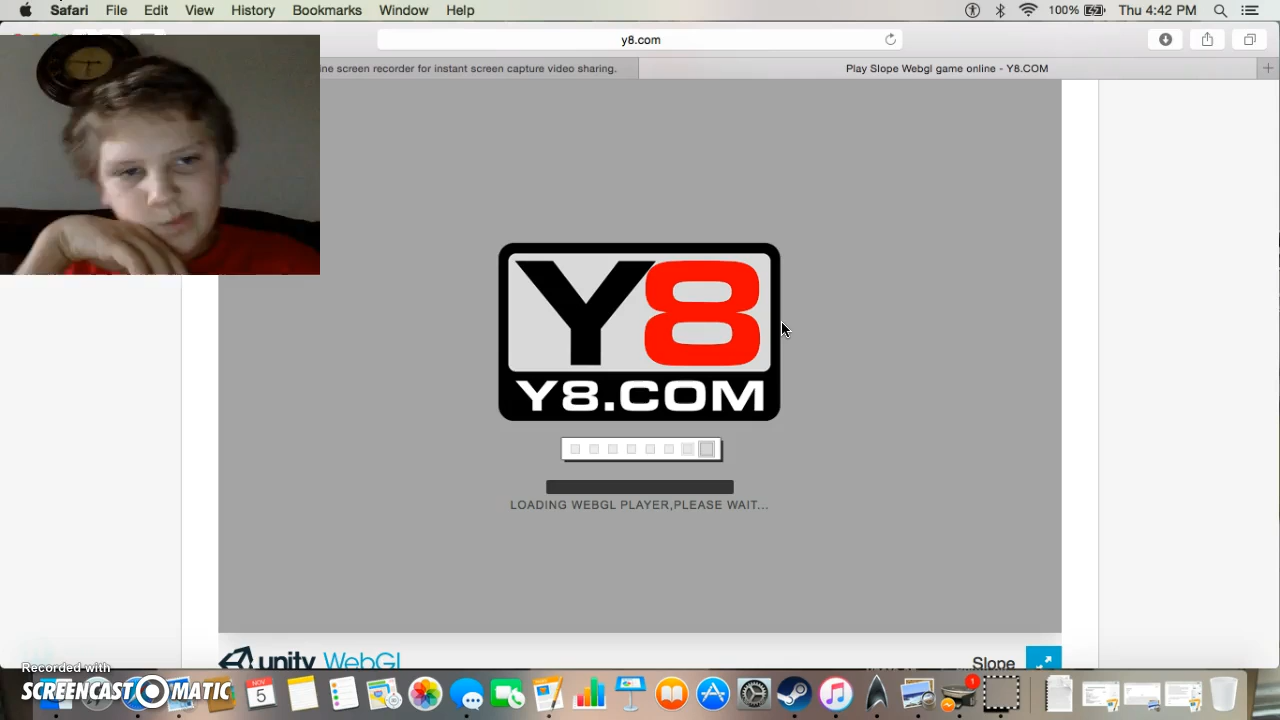 Safari File Edit View History Bookmarks Window Help 100% Thu 4:42 PM
y8.com
ine screen recorder for instant screen capture video sharing. Play Slope Webgl game online - Y8.COM +
Y8
Y8.COM
LOADING WEBGL PLAYER,PLEASE WAIT...
unity WebGL Slope
Recorded with
SCREENCAST-O-MATIC
NOV
5
1